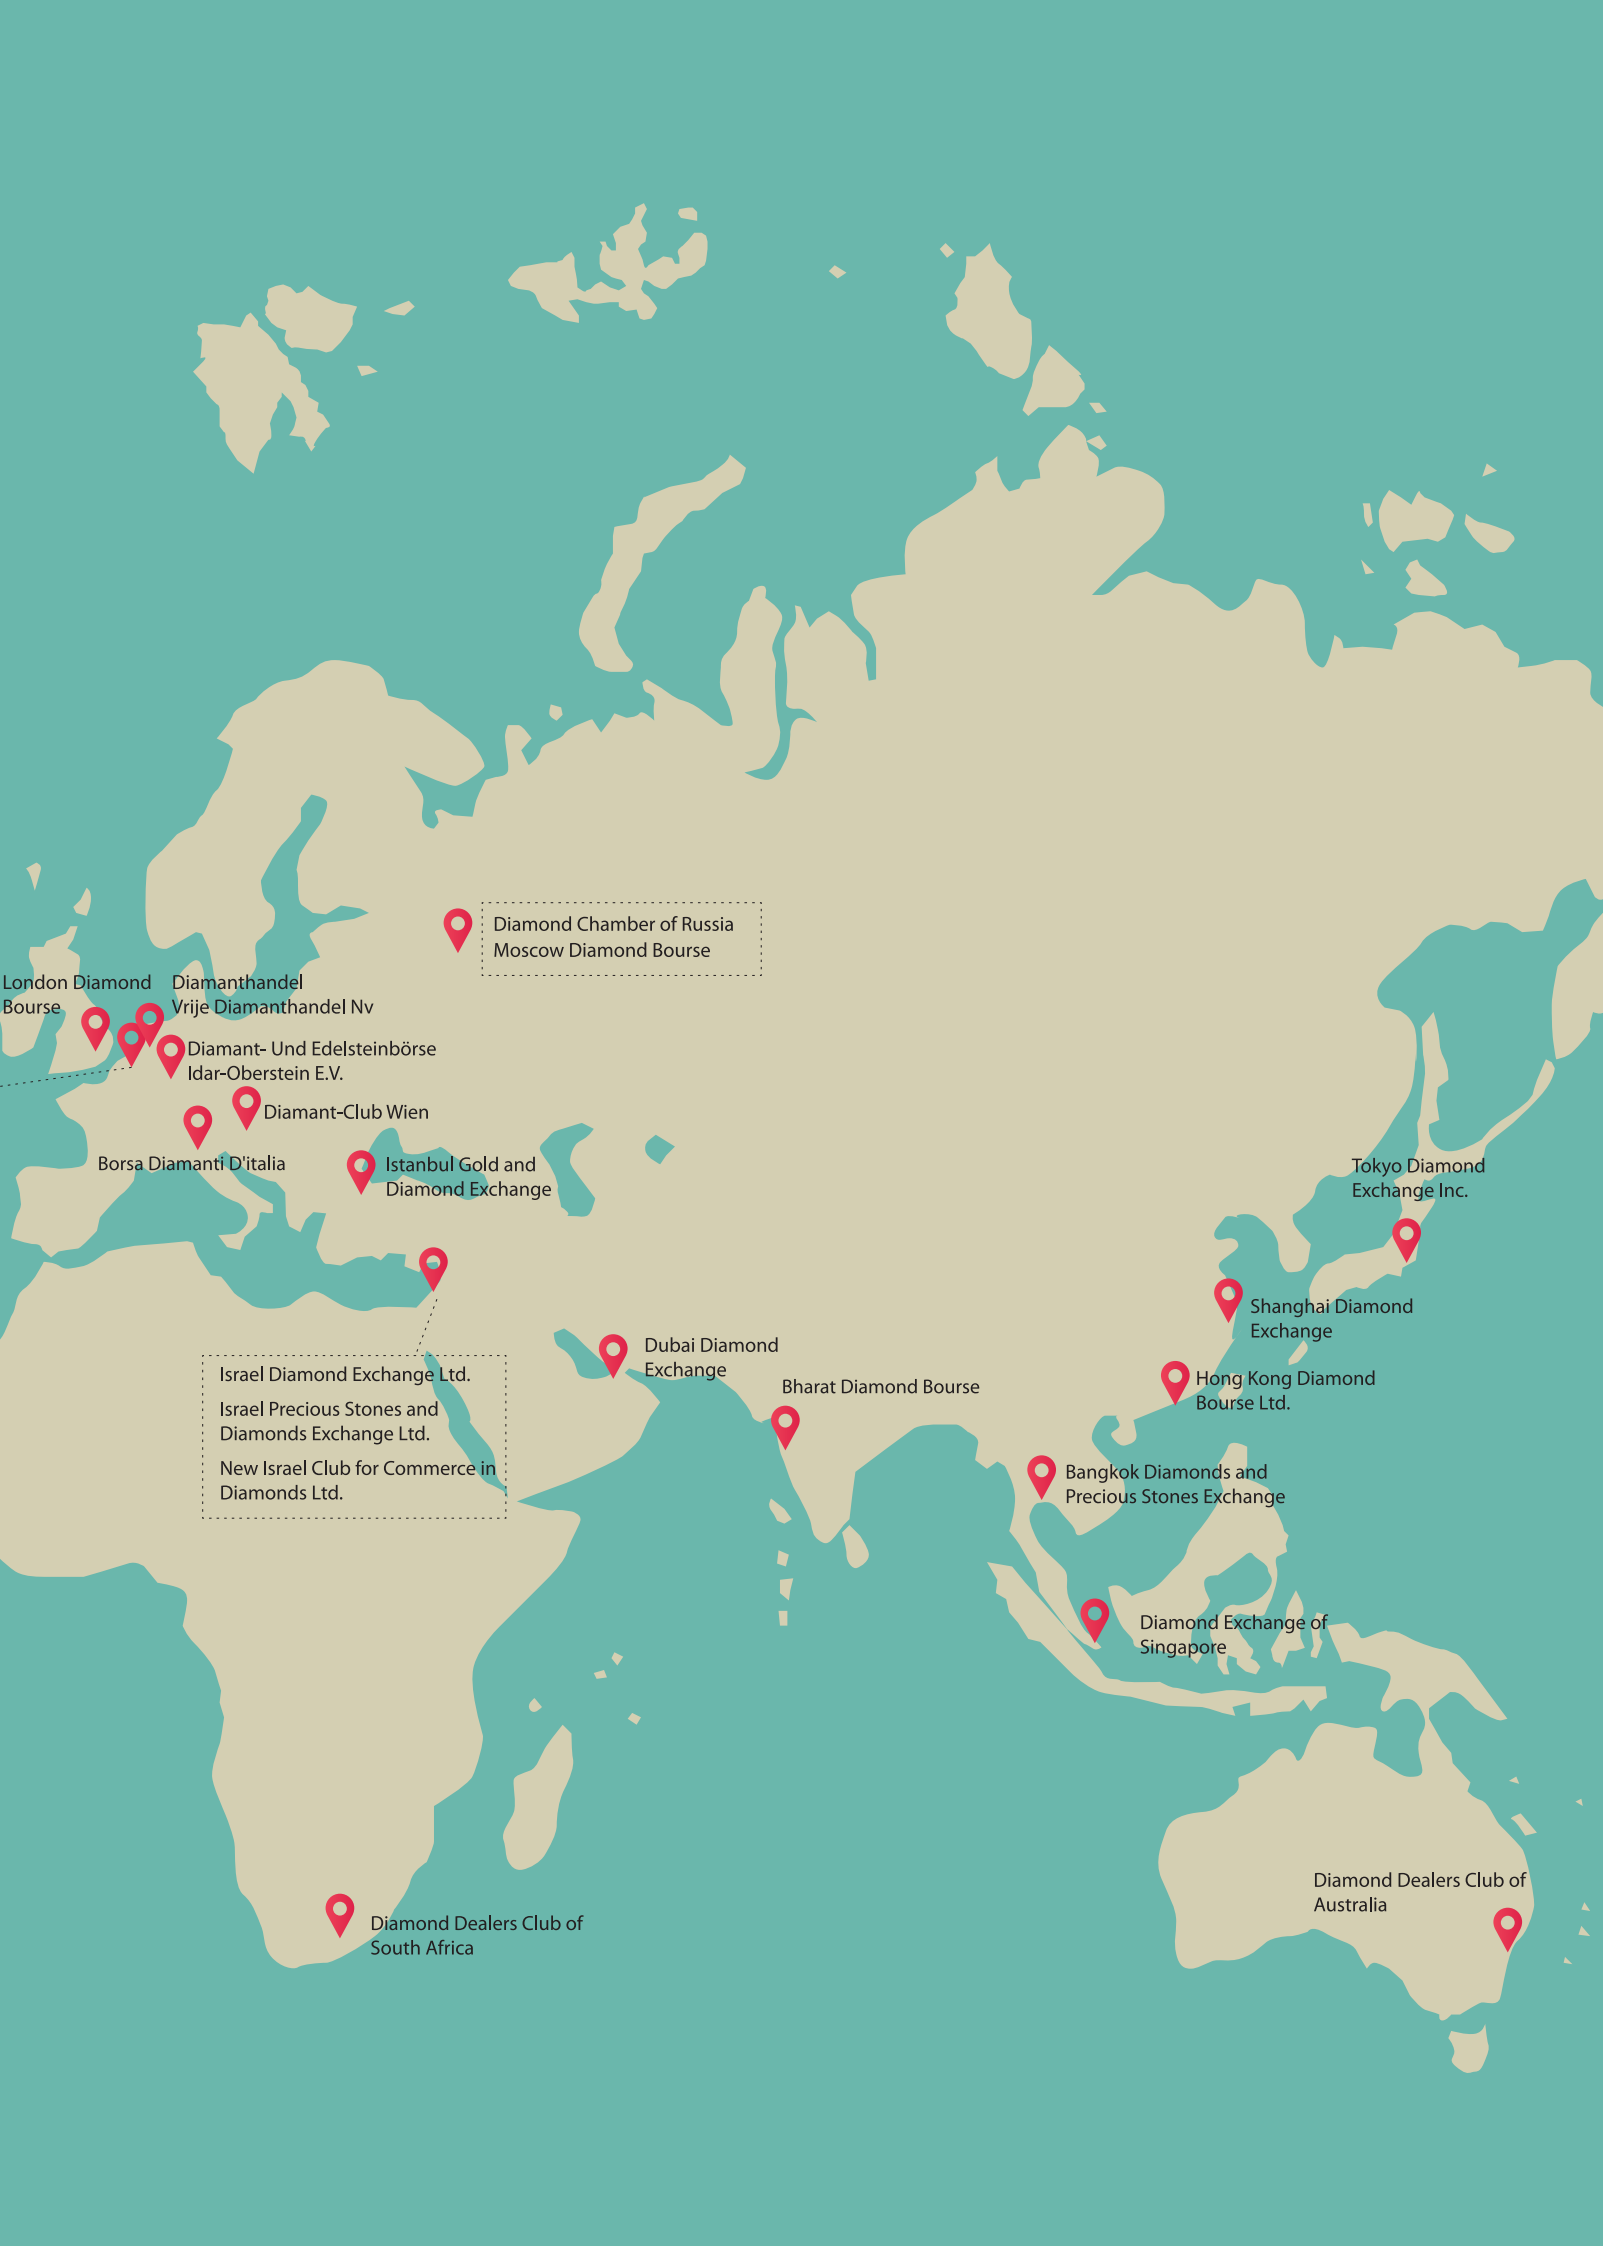 Diamond Chamber of Russia
Moscow Diamond Bourse
London Diamond
Bourse
Diamanthandel
Vrije Diamanthandel Nv
Diamant- Und Edelsteinbörse
Idar-Oberstein E.V.
Diamant-Club Wien
Borsa Diamanti D'italia
Istanbul Gold and
Diamond Exchange
Tokyo Diamond
Exchange Inc.
Shanghai Diamond
Exchange
Dubai Diamond
Exchange
Israel Diamond Exchange Ltd.
Israel Precious Stones and
Diamonds Exchange Ltd.
New Israel Club for Commerce in
Diamonds Ltd.
Bharat Diamond Bourse
Hong Kong Diamond
Bourse Ltd.
Bangkok Diamonds and
Precious Stones Exchange
Diamond Exchange of
Singapore
Diamond Dealers Club of
Australia
Diamond Dealers Club of
South Africa